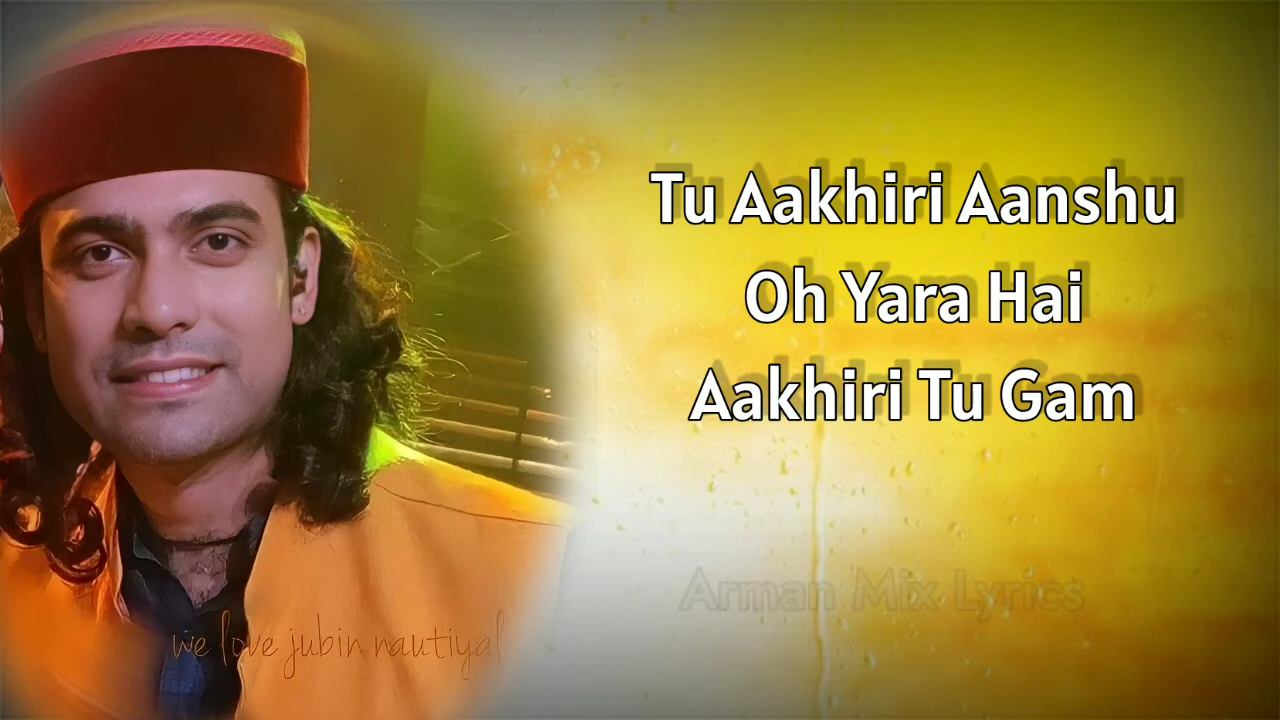 Tu Aakhiri Aanshu
Oh Yara Hai
Aakhiri Tu Gam
Arman Mix Lyrics
we love jubin nautiyal